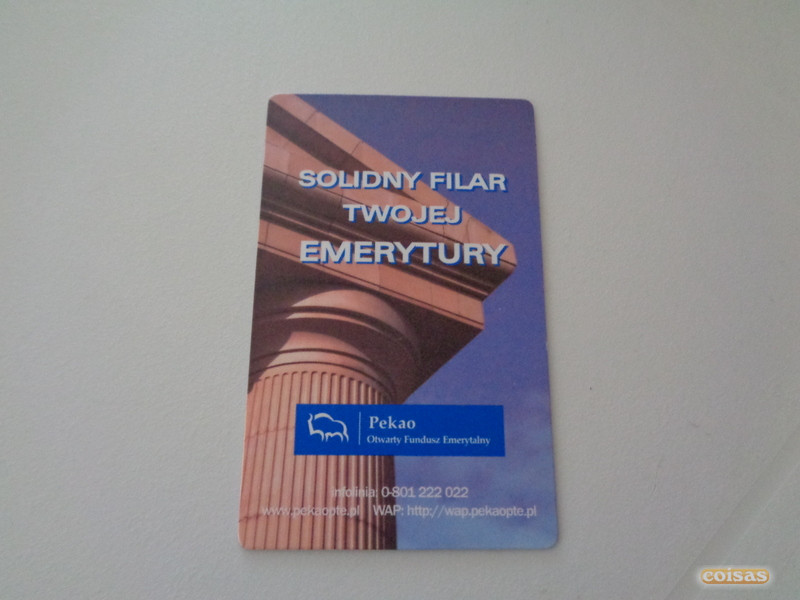 SOLIDNY FILAR
TWOJEJ
EMERYTURY
Pekao
Otwarty Fundusz Emerytalny
infolinia: 0-801 222 022
www.pekaopte.pl WAP: http://wap.pekaopte.pl
coisas